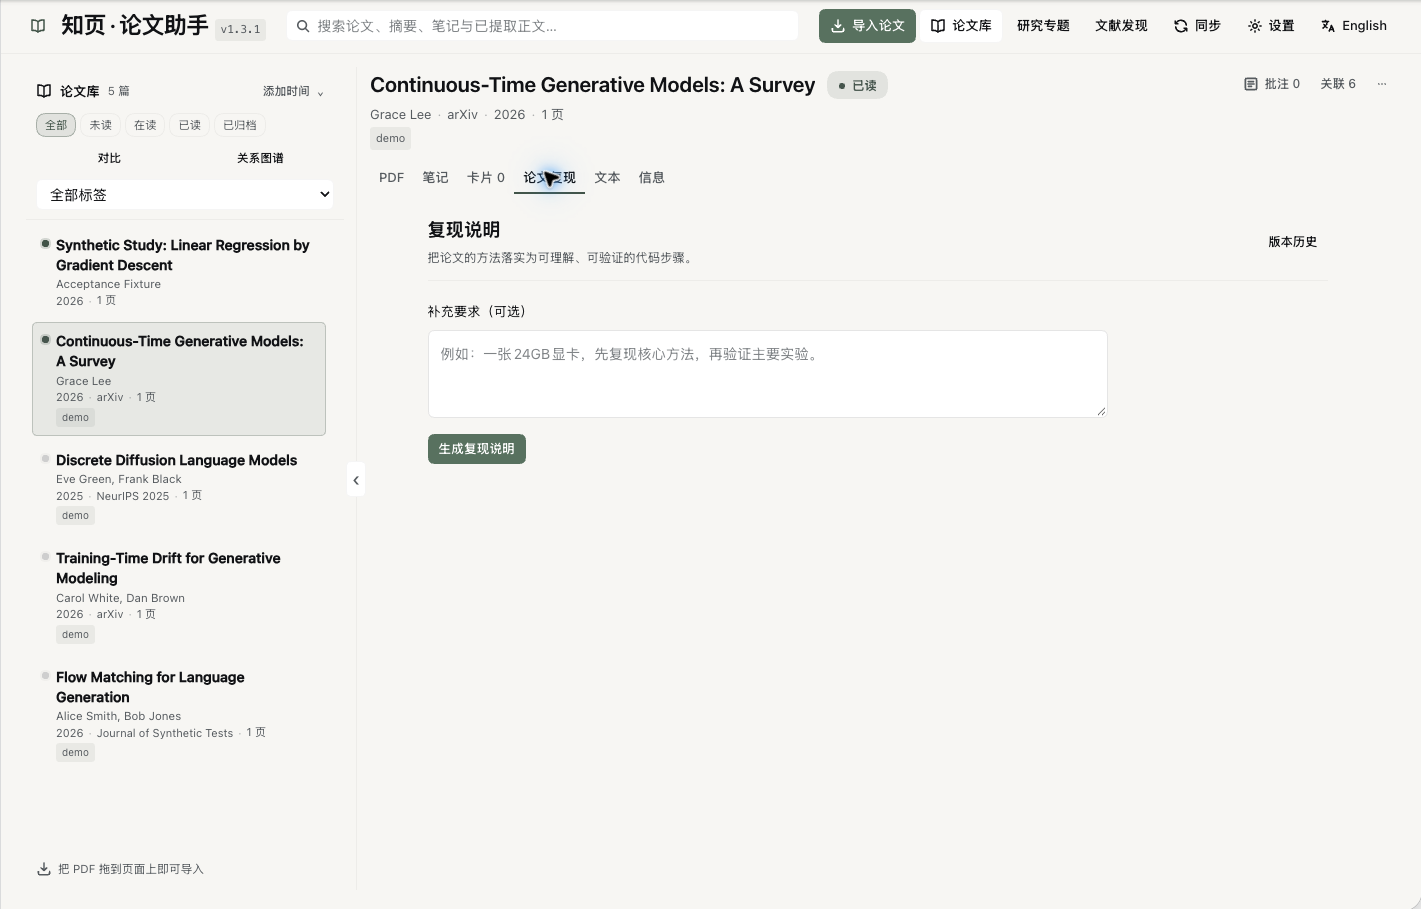 知页·论文助手 v1.3.1
搜索论文、摘要、笔记与已提取正文...
导入论文
论文库
研究专题
文献发现
同步
设置
English
论文库 5 篇
添加时间
全部 未读 在读 已读 已归档
对比 关系图谱
全部标签
Synthetic Study: Linear Regression by
Gradient Descent
Acceptance Fixture
2026 · 1 页
Continuous-Time Generative Models:
A Survey
Grace Lee
2026 · arXiv · 1 页
demo
Discrete Diffusion Language Models
Eve Green, Frank Black
2025 · NeurIPS 2025 · 1 页
demo
Training-Time Drift for Generative
Modeling
Carol White, Dan Brown
2026 · arXiv · 1 页
demo
Flow Matching for Language
Generation
Alice Smith, Bob Jones
2026 · Journal of Synthetic Tests · 1 页
demo
把 PDF 拖到页面上即可导入
Continuous-Time Generative Models: A Survey 已读
批注 0 关联 6 ···
Grace Lee · arXiv · 2026 · 1 页
demo
PDF 笔记 卡片 0 论文复现 文本 信息
复现说明
版本历史
把论文的方法落实为可理解、可验证的代码步骤。
补充要求（可选）
例如：一张 24GB 显卡，先复现核心方法，再验证主要实验。
生成复现说明